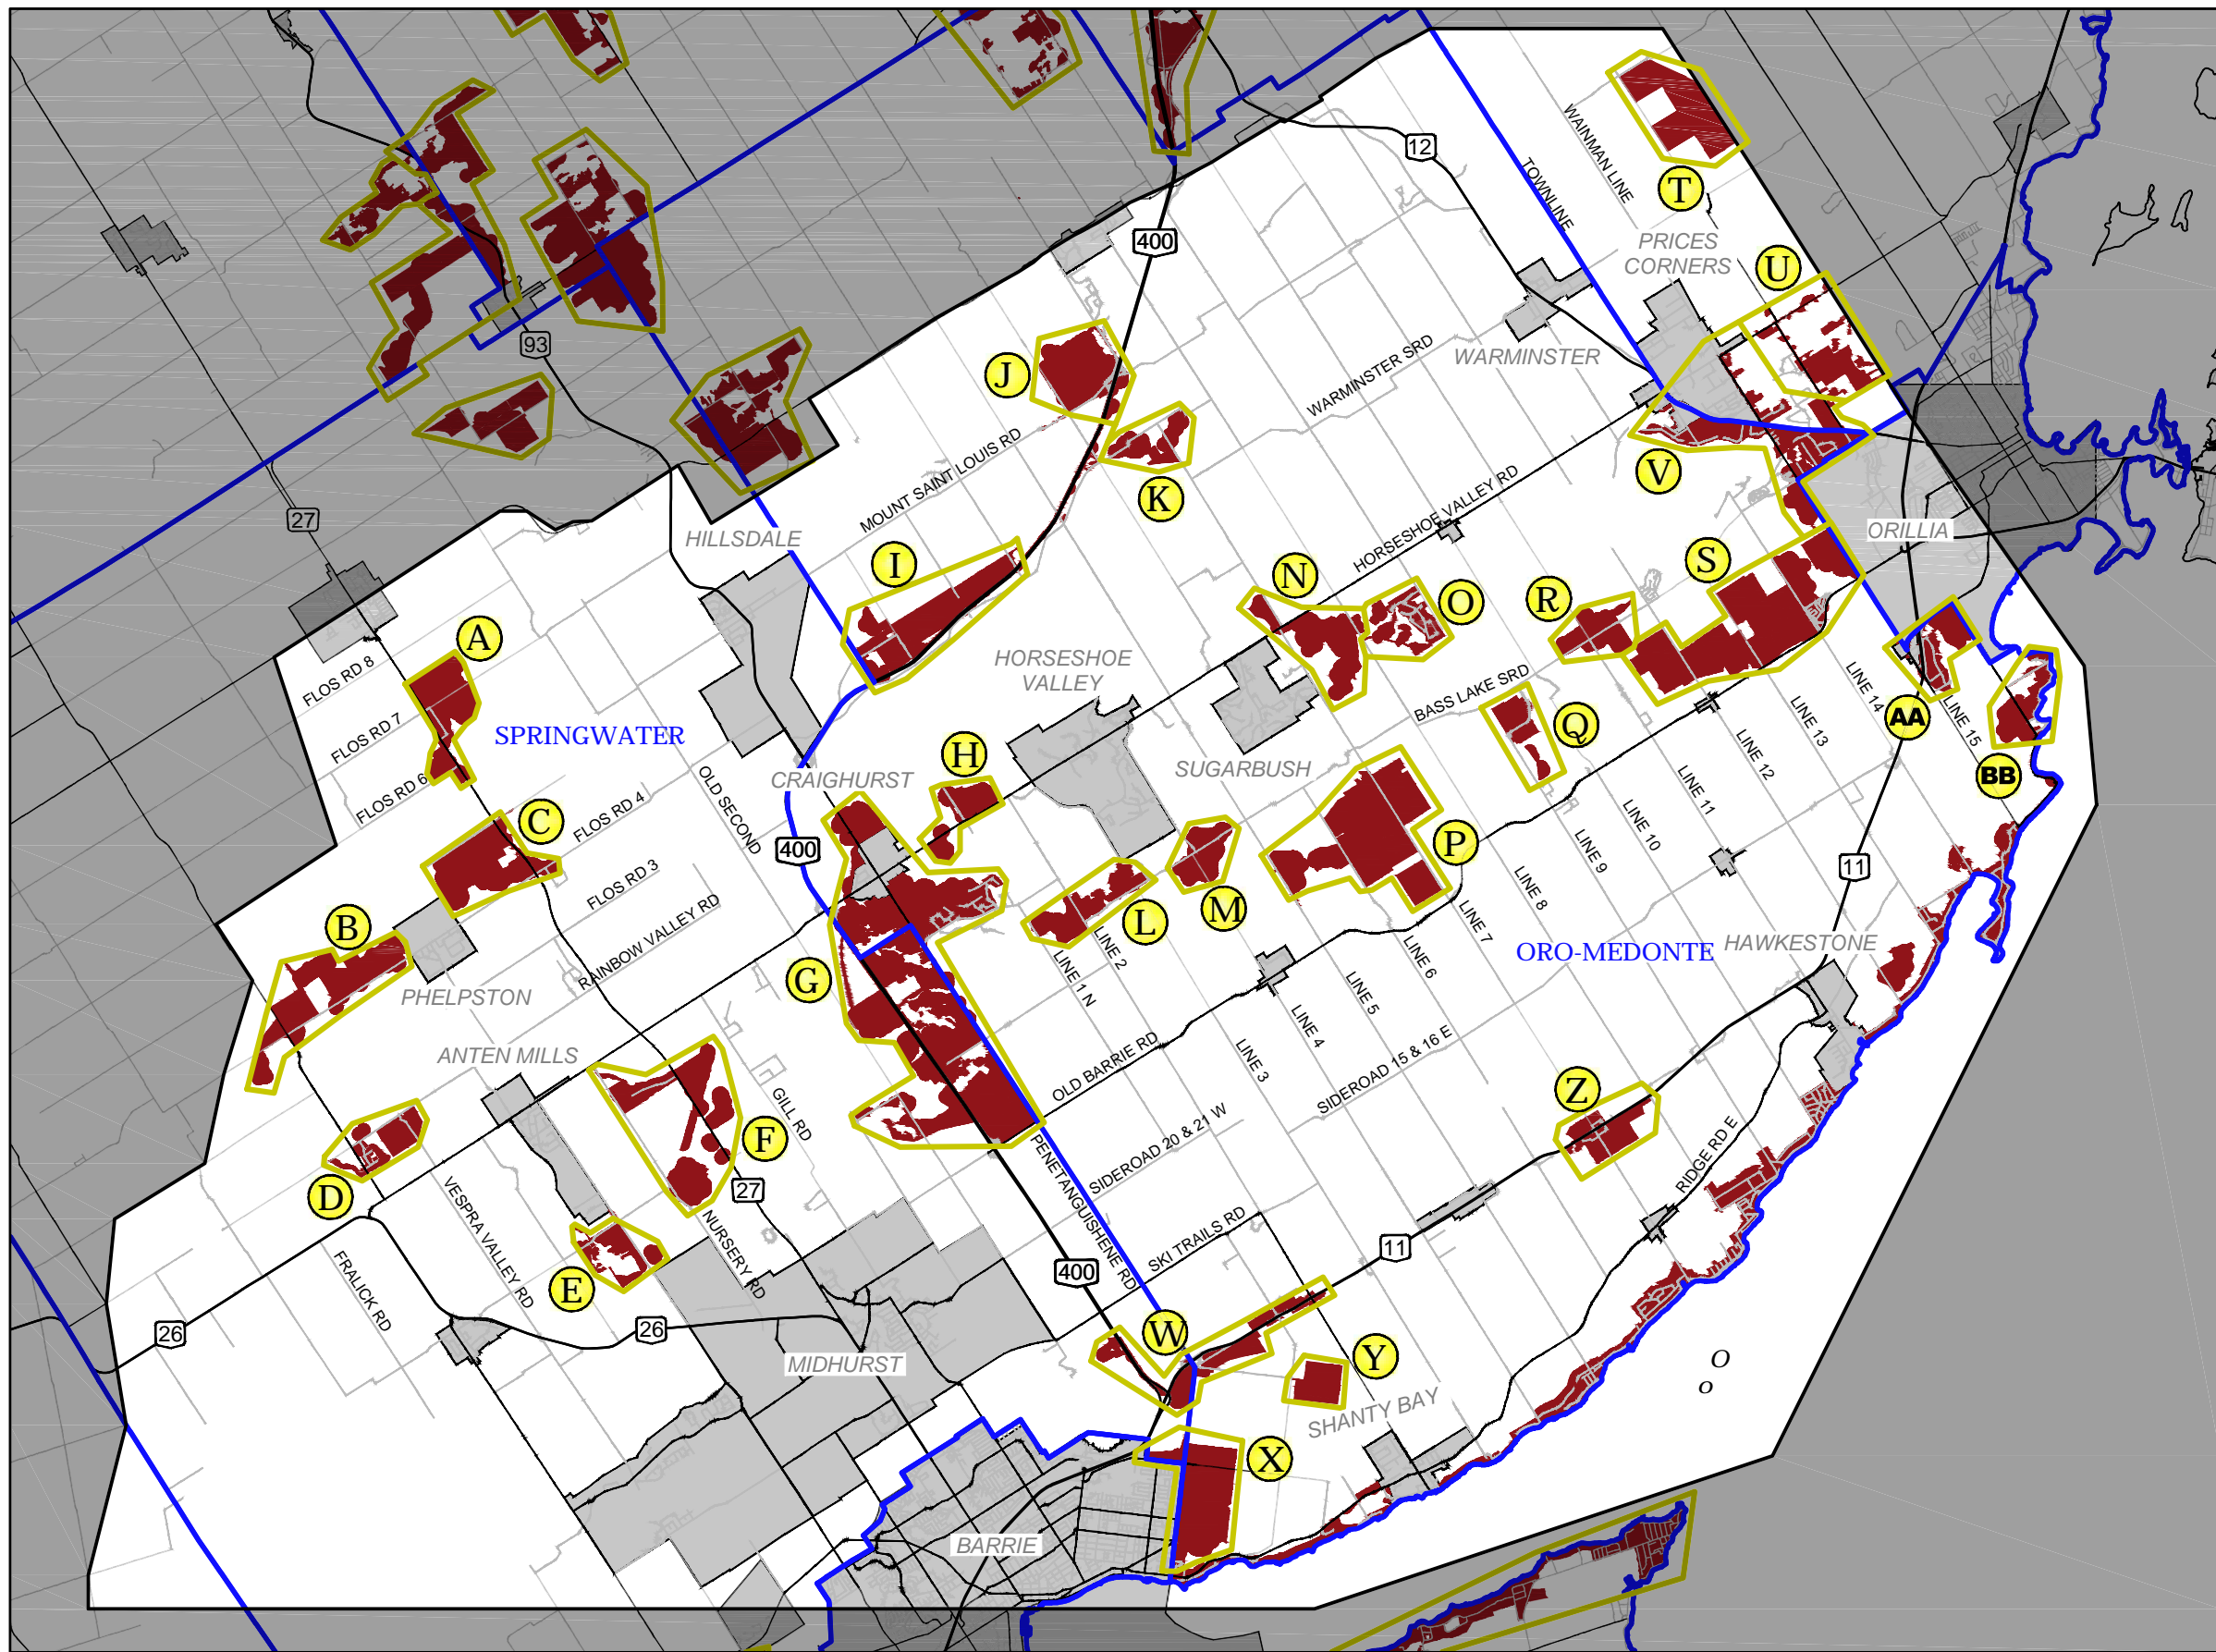 12
WAINMAN LINE
TOWNLINE
T
400
PRICES
CORNERS
U
93
WARMINSTER
WARMINSTER SRD
J
MOUNT SAINT LOUIS RD
K
V
27
HILLSDALE
HORSESHOE VALLEY RD
ORILLIA
I
N
O
R
S
A
FLOS RD 8
FLOS RD 7
FLOS RD 6
SPRINGWATER
HORSESHOE
VALLEY
BASS LAKE SRD
Q
LINE 14
LINE 15
AA
BB
LINE 13
LINE 12
LINE 11
LINE 10
LINE 9
LINE 8
LINE 7
H
CRAIGHURST
SUGARBUSH
OLD SECOND
C
FLOS RD 4
FLOS RD 3
400
P
11
M
L
B
RAINBOW VALLEY RD
PHELPSTON
G
LINE 2
LINE 1 N
ORO-MEDONTE
HAWKESTONE
LINE 6
LINE 5
LINE 4
LINE 3
ANTEN MILLS
OLD BARRIE RD
SIDEROAD 15 & 16 E
Z
GILL RD
F
D
27
SIDEROAD 20 & 21 W
PENETANGUISHENE RD
RIDGE RD E
VESPRA VALLEY RD
NURSERY RD
SKI TRAILS RD
11
400
E
FRALICK RD
26
26
W
Y
MIDHURST
SHANTY BAY
O
o
X
BARRIE